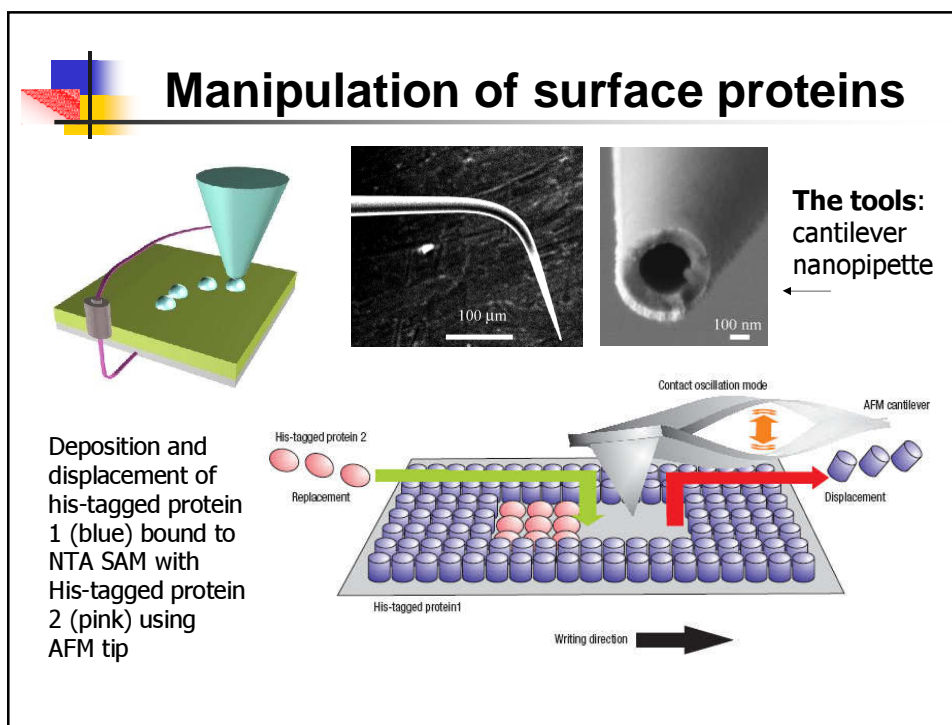 Manipulation of surface proteins
100 µm
100 nm
The tools:
cantilever
nanopipette
Deposition and
displacement of
his-tagged protein
1 (blue) bound to
NTA SAM with
His-tagged protein
2 (pink) using
AFM tip
Contact oscillation mode
AFM cantilever
His-tagged protein 2
Replacement
Displacement
His-tagged protein1
Writing direction